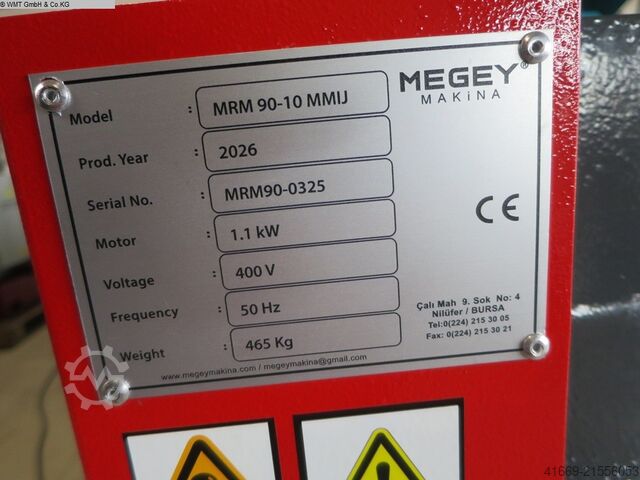 © WMT GmbH & Co.KG
MEGEY®
MAKiNA
Model : MRM 90-10 MMIJ
Prod. Year : 2026
Serial No. : MRM90-0325
Motor : 1.1 kW
Voltage : 400 V
Frequency : 50 Hz
Weight : 465 Kg
CE
Çalı Mah 9. Sok No: 4
Nilüfer / BURSA
Tel:0(224) 215 30 05
Fax: 0(224) 215 30 21
www.megeymakina.com / megeymakina@gmail.com
41669-21556053